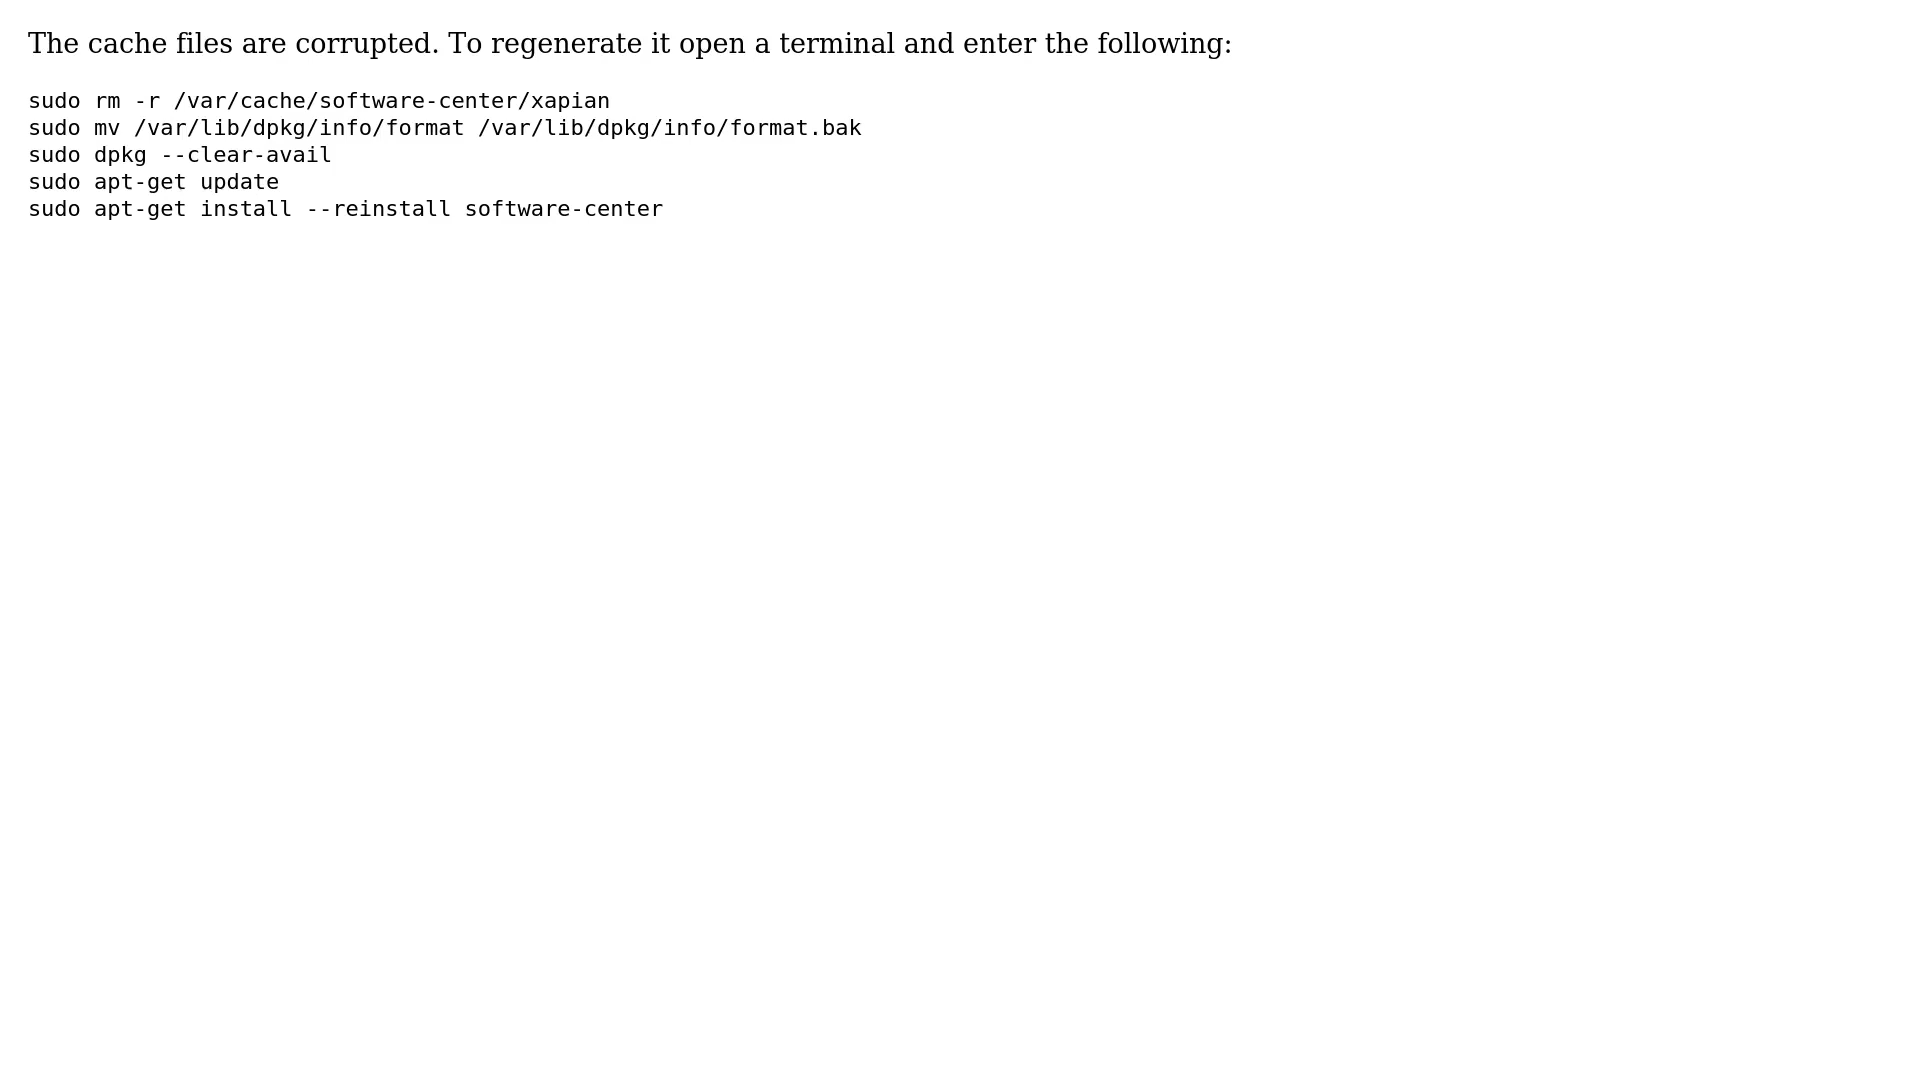 The cache files are corrupted. To regenerate it open a terminal and enter the following:
sudo rm -r /var/cache/software-center/xapian
sudo mv /var/lib/dpkg/info/format /var/lib/dpkg/info/format.bak
sudo dpkg --clear-avail
sudo apt-get update
sudo apt-get install --reinstall software-center